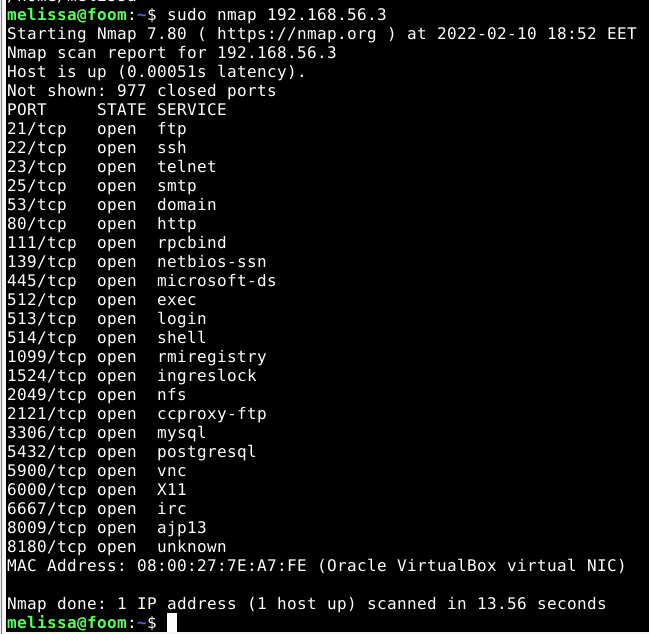 melissa@foom:~$ sudo nmap 192.168.56.3
Starting Nmap 7.80 ( https://nmap.org ) at 2022-02-10 18:52 EET
Nmap scan report for 192.168.56.3
Host is up (0.00051s latency).
Not shown: 977 closed ports
PORT     STATE SERVICE
21/tcp   open  ftp
22/tcp   open  ssh
23/tcp   open  telnet
25/tcp   open  smtp
53/tcp   open  domain
80/tcp   open  http
111/tcp  open  rpcbind
139/tcp  open  netbios-ssn
445/tcp  open  microsoft-ds
512/tcp  open  exec
513/tcp  open  login
514/tcp  open  shell
1099/tcp open  rmiregistry
1524/tcp open  ingreslock
2049/tcp open  nfs
2121/tcp open  ccproxy-ftp
3306/tcp open  mysql
5432/tcp open  postgresql
5900/tcp open  vnc
6000/tcp open  X11
6667/tcp open  irc
8009/tcp open  ajp13
8180/tcp open  unknown
MAC Address: 08:00:27:7E:A7:FE (Oracle VirtualBox virtual NIC)
Nmap done: 1 IP address (1 host up) scanned in 13.56 seconds
melissa@foom:~$